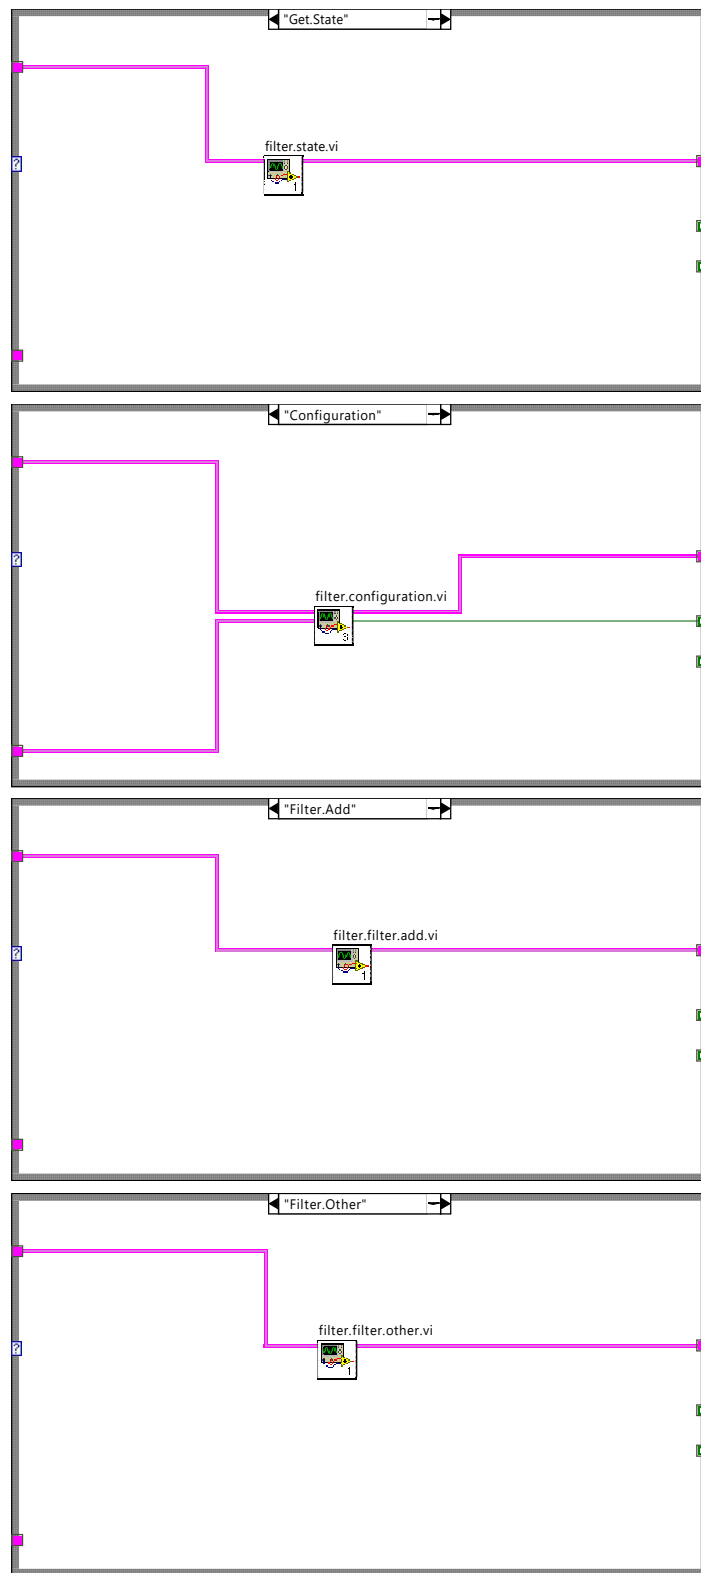 "Get.State"
filter.state.vi
?
1
"Configuration"
filter.configuration.vi
?
3
"Filter.Add"
filter.filter.add.vi
?
1
"Filter.Other"
filter.filter.other.vi
?
1